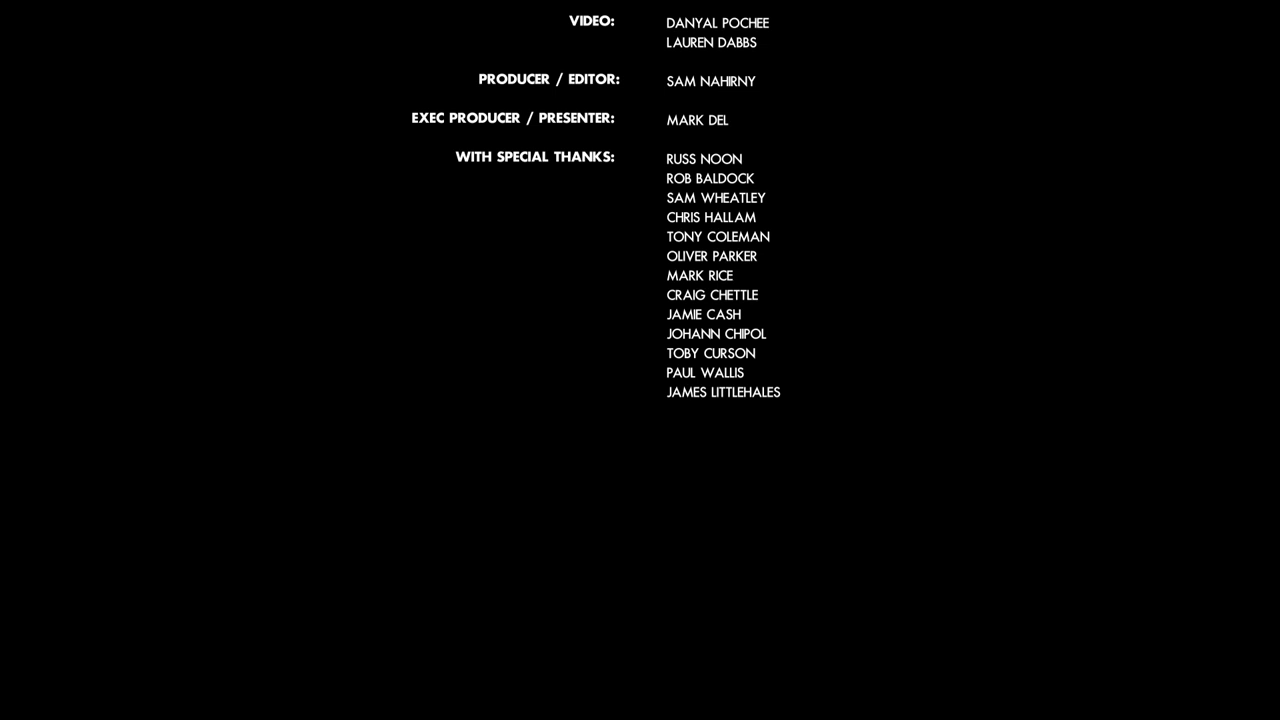 VIDEO: DANYAL POCHEE
LAUREN DABBS
PRODUCER / EDITOR: SAM NAHIRNY
EXEC PRODUCER / PRESENTER: MARK DEL
WITH SPECIAL THANKS: RUSS NOON
ROB BALDOCK
SAM WHEATLEY
CHRIS HALLAM
TONY COLEMAN
OLIVER PARKER
MARK RICE
CRAIG CHETTLE
JAMIE CASH
JOHANN CHIPOL
TOBY CURSON
PAUL WALLIS
JAMES LITTLEHALES